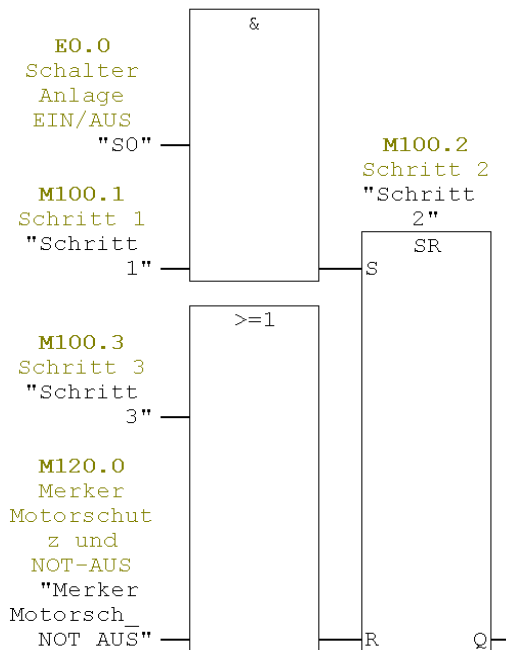 &
E0.0
Schalter
Anlage
EIN/AUS
"S0"
M100.1
Schritt 1
"Schritt
1"
M100.2
Schritt 2
"Schritt
2"
SR
S
>=1
M100.3
Schritt 3
"Schritt
3"
M120.0
Merker
Motorschut
z und
NOT-AUS
"Merker
Motorsch_
NOT AUS"
R
Q